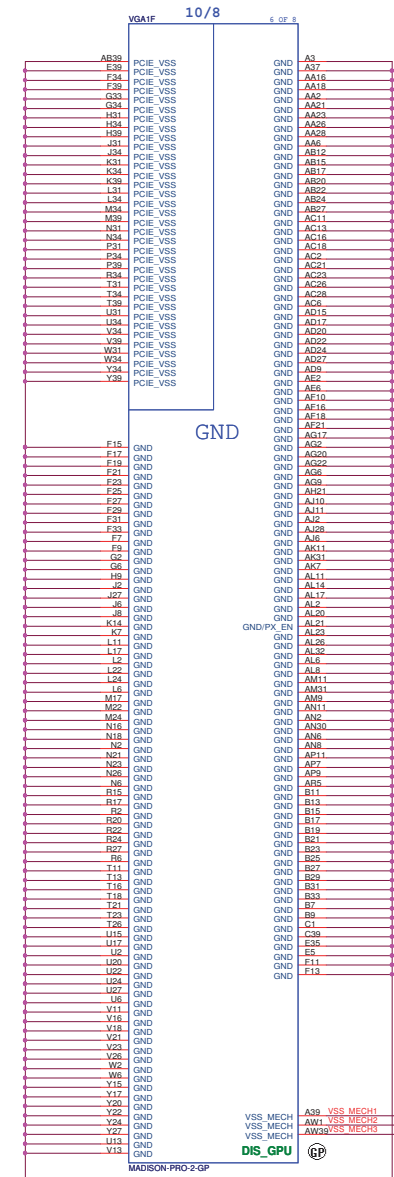 10/8
VGA1F
6 OF 8
AB39 PCIE_VSS
E39 PCIE_VSS
F34 PCIE_VSS
F39 PCIE_VSS
G33 PCIE_VSS
G34 PCIE_VSS
H31 PCIE_VSS
H34 PCIE_VSS
H39 PCIE_VSS
J31 PCIE_VSS
J34 PCIE_VSS
K31 PCIE_VSS
K34 PCIE_VSS
K39 PCIE_VSS
L31 PCIE_VSS
L34 PCIE_VSS
M34 PCIE_VSS
M39 PCIE_VSS
N31 PCIE_VSS
N34 PCIE_VSS
P31 PCIE_VSS
P34 PCIE_VSS
P39 PCIE_VSS
R34 PCIE_VSS
T31 PCIE_VSS
T34 PCIE_VSS
T39 PCIE_VSS
U31 PCIE_VSS
U34 PCIE_VSS
V34 PCIE_VSS
V39 PCIE_VSS
W31 PCIE_VSS
W34 PCIE_VSS
Y34 PCIE_VSS
Y39 PCIE_VSS
GND
F15 GND
F17 GND
F19 GND
F21 GND
F23 GND
F25 GND
F27 GND
F29 GND
F31 GND
F33 GND
F7 GND
F9 GND
G2 GND
G6 GND
H9 GND
J2 GND
J27 GND
J6 GND
J8 GND
K14 GND
K7 GND
L11 GND
L17 GND
L2 GND
L22 GND
L24 GND
L6 GND
M17 GND
M22 GND
M24 GND
N16 GND
N18 GND
N2 GND
N21 GND
N23 GND
N26 GND
N6 GND
R15 GND
R17 GND
R2 GND
R20 GND
R22 GND
R24 GND
R27 GND
R6 GND
T11 GND
T13 GND
T16 GND
T18 GND
T21 GND
T23 GND
T26 GND
U15 GND
U17 GND
U2 GND
U20 GND
U22 GND
U24 GND
U27 GND
U6 GND
V11 GND
V16 GND
V18 GND
V21 GND
V23 GND
V26 GND
W2 GND
W6 GND
Y15 GND
Y17 GND
Y20 GND
Y22 GND
Y24 GND
Y27 GND
U13 GND
V13 GND
GND A3
GND A37
GND AA16
GND AA18
GND AA2
GND AA21
GND AA23
GND AA26
GND AA28
GND AA6
GND AB12
GND AB15
GND AB17
GND AB20
GND AB22
GND AB24
GND AB27
GND AC11
GND AC13
GND AC16
GND AC18
GND AC2
GND AC21
GND AC23
GND AC26
GND AC28
GND AC6
GND AD15
GND AD17
GND AD20
GND AD22
GND AD24
GND AD27
GND AD9
GND AE2
GND AE6
GND AF10
GND AF16
GND AF18
GND AF21
GND AG17
GND AG2
GND AG20
GND AG22
GND AG6
GND AG9
GND AH21
GND AJ10
GND AJ11
GND AJ2
GND AJ28
GND AJ6
GND AK11
GND AK31
GND AK7
GND AL11
GND AL14
GND AL17
GND AL2
GND AL20
GND/PX_EN AL21
GND AL23
GND AL26
GND AL32
GND AL6
GND AL8
GND AM11
GND AM31
GND AM9
GND AN11
GND AN2
GND AN30
GND AN6
GND AN8
GND AP11
GND AP7
GND AP9
GND AR5
GND B11
GND B13
GND B15
GND B17
GND B19
GND B21
GND B23
GND B25
GND B27
GND B29
GND B31
GND B33
GND B7
GND B9
GND C1
GND C39
GND E35
GND E5
GND F11
GND F13
VSS_MECH A39 VSS_MECH1
VSS_MECH AW1 VSS_MECH2
VSS_MECH AW39 VSS_MECH3
DIS_GPU GP
MADISON-PRO-2-GP